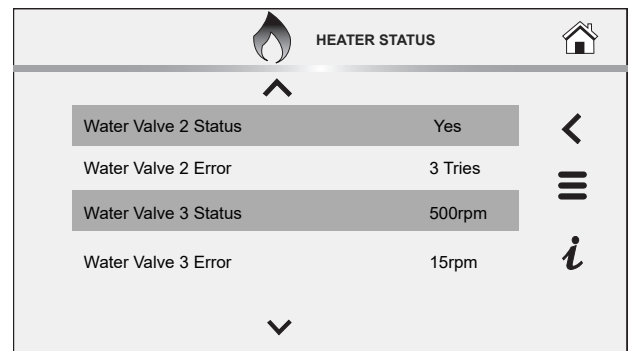 HEATER STATUS
Water Valve 2 Status Yes
Water Valve 2 Error 3 Tries
Water Valve 3 Status 500rpm
Water Valve 3 Error 15rpm